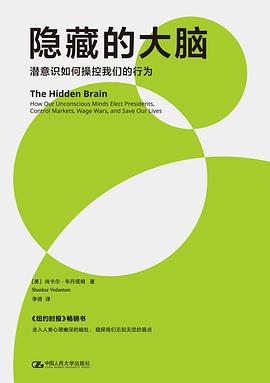 隐藏的大脑
潜意识如何操控我们的行为
The Hidden Brain
How Our Unconscious Minds Elect Presidents,
Control Markets, Wage Wars, and Save Our Lives
[美] 尚卡尔·韦丹塔姆 著
Shankar Vedantam
李倩 译
《纽约时报》畅销书
走入人类心理幽深的暗处，窥探我们无知无觉的盲点
中国人民大学出版社